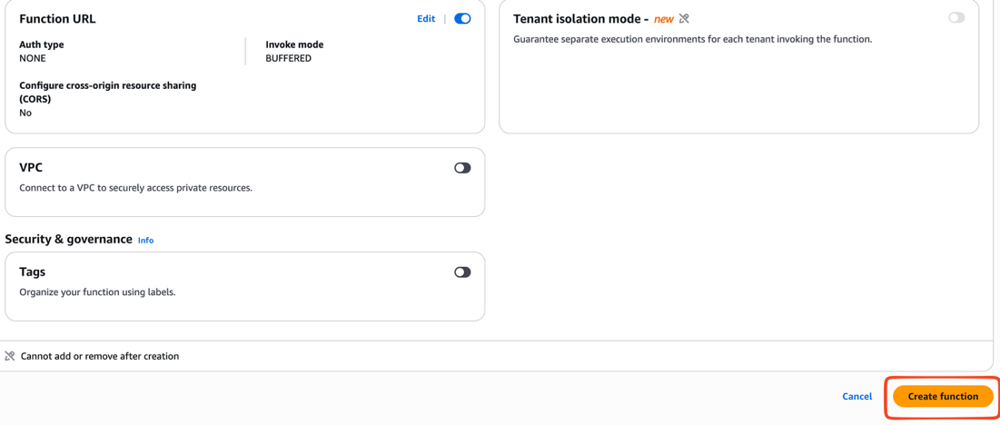 Function URL
Edit
Auth type
NONE
Invoke mode
BUFFERED
Configure cross-origin resource sharing
(CORS)
No
Tenant isolation mode - new
Guarantee separate execution environments for each tenant invoking the function.
VPC
Connect to a VPC to securely access private resources.
Security & governance Info
Tags
Organize your function using labels.
Cannot add or remove after creation
Cancel
Create function